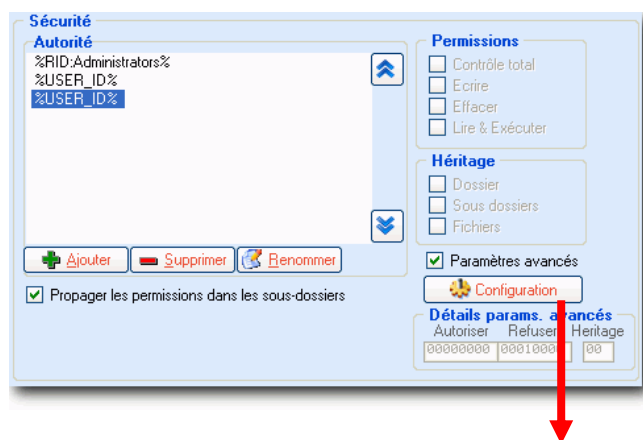 Sécurité
Autorité
%RID:Administrators%
%USER_ID%
%USER_ID%
Ajouter
Supprimer
Renommer
Propager les permissions dans les sous-dossiers
Permissions
Contrôle total
Ecrire
Effacer
Lire & Exécuter
Héritage
Dossier
Sous dossiers
Fichiers
Paramètres avancés
Configuration
Détails params. avancés
Autoriser Refuser Heritage
00000000 00010000 00